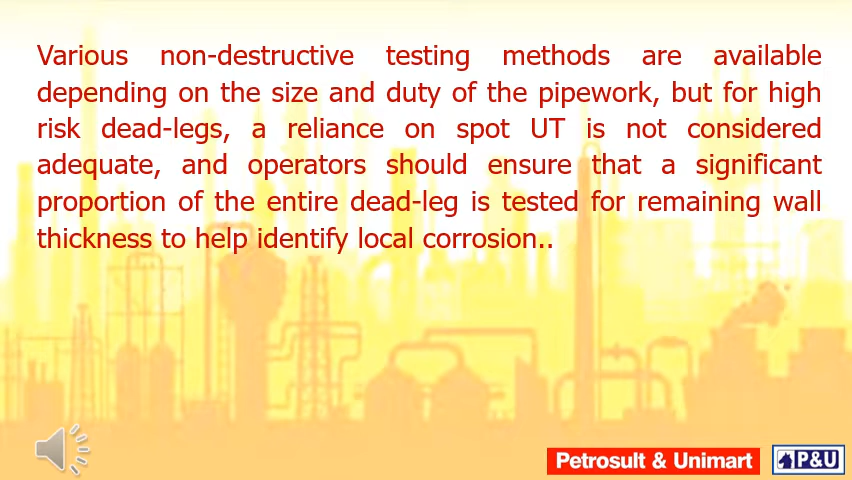 Various non-destructive testing methods are available
depending on the size and duty of the pipework, but for high
risk dead-legs, a reliance on spot UT is not considered
adequate, and operators should ensure that a significant
proportion of the entire dead-leg is tested for remaining wall
thickness to help identify local corrosion..
Petrosult & Unimart
P&U